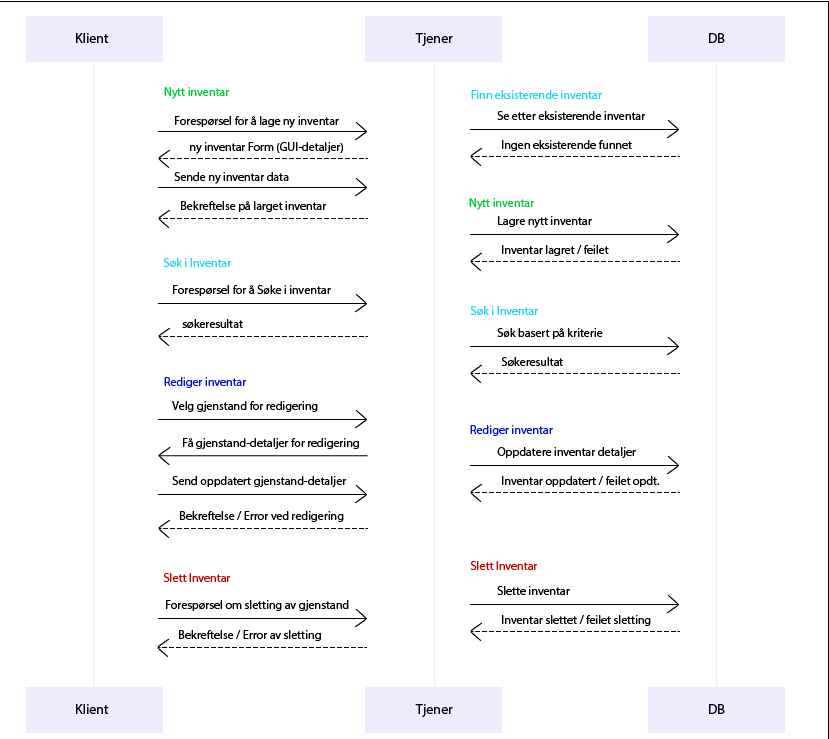 Klient
Tjener
DB
Nytt inventar
Forespørsel for å lage ny inventar
ny inventar Form (GUI-detaljer)
Sende ny inventar data
Bekreftelse på larget inventar
Søk i Inventar
Forespørsel for å Søke i inventar
søkeresultat
Rediger inventar
Velg gjenstand for redigering
Få gjenstand-detaljer for redigering
Send oppdatert gjenstand-detaljer
Bekreftelse / Error ved redigering
Slett Inventar
Forespørsel om sletting av gjenstand
Bekreftelse / Error av sletting
Finn eksisterende inventar
Se etter eksisterende inventar
Ingen eksisterende funnet
Nytt inventar
Lagre nytt inventar
Inventar lagret / feilet
Søk i Inventar
Søk basert på kriterie
Søkeresultat
Rediger inventar
Oppdatere inventar detaljer
Inventar oppdatert / feilet opdt.
Slett Inventar
Slette inventar
Inventar slettet / feilet sletting
Klient
Tjener
DB